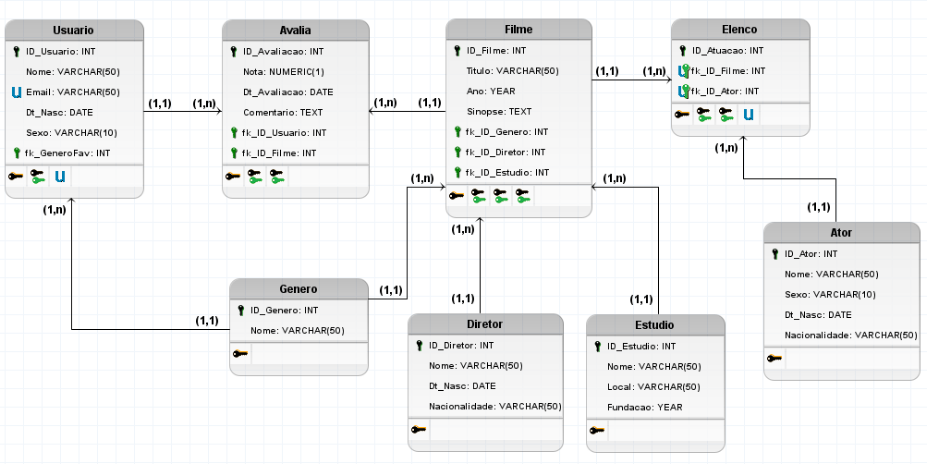 Usuario
ID_Usuario: INT
Nome: VARCHAR(50)
Email: VARCHAR(50)
Dt_Nasc: DATE
Sexo: VARCHAR(10)
fk_GeneroFav: INT
(1,1)
(1,n)
Avalia
ID_Avaliacao: INT
Nota: NUMERIC(1)
Dt_Avaliacao: DATE
Comentario: TEXT
fk_ID_Usuario: INT
fk_ID_Filme: INT
(1,n)
(1,1)
Filme
ID_Filme: INT
Titulo: VARCHAR(50)
Ano: YEAR
Sinopse: TEXT
fk_ID_Genero: INT
fk_ID_Diretor: INT
fk_ID_Estudio: INT
(1,1)
(1,n)
Elenco
ID_Atuacao: INT
fk_ID_Filme: INT
fk_ID_Ator: INT
(1,n)
(1,1)
(1,n)
(1,n)
(1,n)
(1,n)
Genero
ID_Genero: INT
Nome: VARCHAR(50)
(1,1)
(1,1)
(1,1)
Diretor
ID_Diretor: INT
Nome: VARCHAR(50)
Dt_Nasc: DATE
Nacionalidade: VARCHAR(50)
(1,1)
Estudio
ID_Estudio: INT
Nome: VARCHAR(50)
Local: VARCHAR(50)
Fundacao: YEAR
Ator
ID_Ator: INT
Nome: VARCHAR(50)
Sexo: VARCHAR(10)
Dt_Nasc: DATE
Nacionalidade: VARCHAR(50)